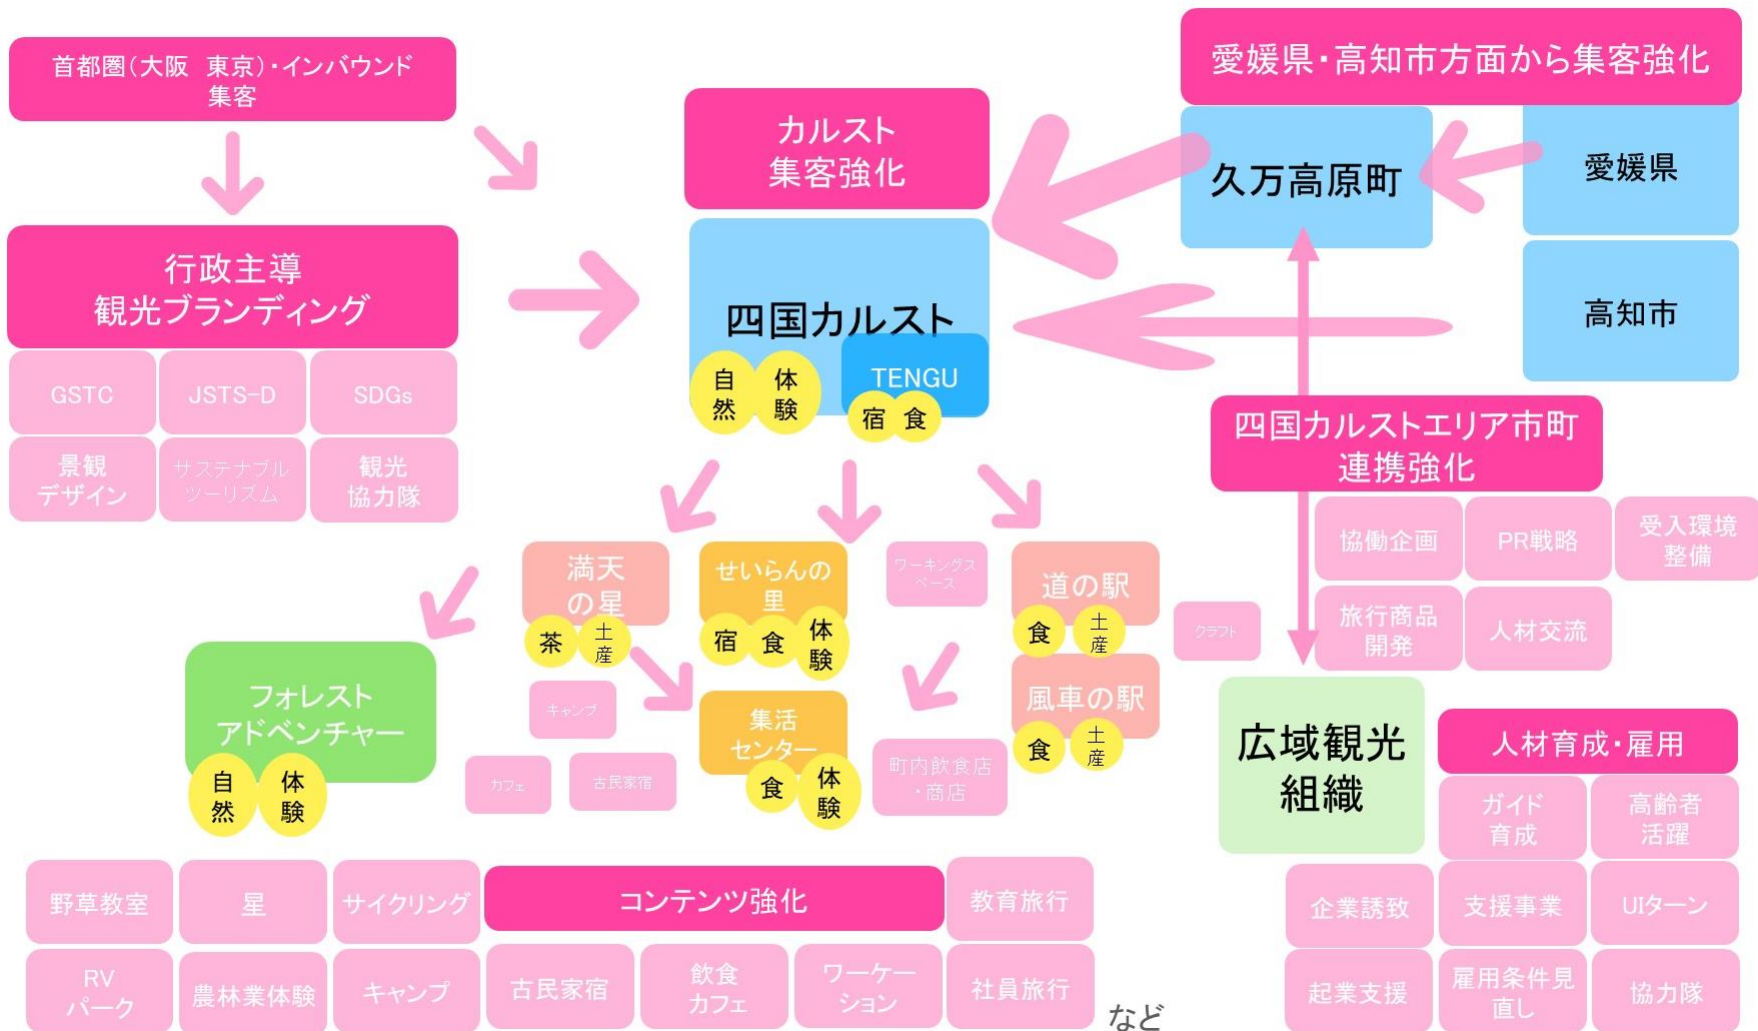 首都圏(大阪 東京)・インバウンド
集客
愛媛県・高知市方面から集客強化
カルスト
集客強化
久万高原町
愛媛県
高知市
行政主導
観光ブランディング
GSTC
JSTS-D
SDGs
景観
デザイン
サステナブル
ツーリズム
観光
協力隊
四国カルスト
自
然
体
験
TENGU
宿
食
四国カルストエリア市町
連携強化
協働企画
PR戦略
受入環境
整備
旅行商品
開発
人材交流
満天
の星
茶
土
産
せいらんの
里
宿
食
体
験
ワーキングス
ペース
道の駅
食
土
産
クラフト
フォレスト
アドベンチャー
自
然
体
験
キャンプ
カフェ
古民家宿
集活
センター
食
体
験
町内飲食店
・商店
風車の駅
食
土
産
広域観光
組織
人材育成・雇用
ガイド
育成
高齢者
活躍
企業誘致
支援事業
UIターン
起業支援
雇用条件見
直し
協力隊
野草教室
星
サイクリング
コンテンツ強化
教育旅行
RV
パーク
農林業体験
キャンプ
古民家宿
飲食
カフェ
ワーケー
ション
社員旅行
など